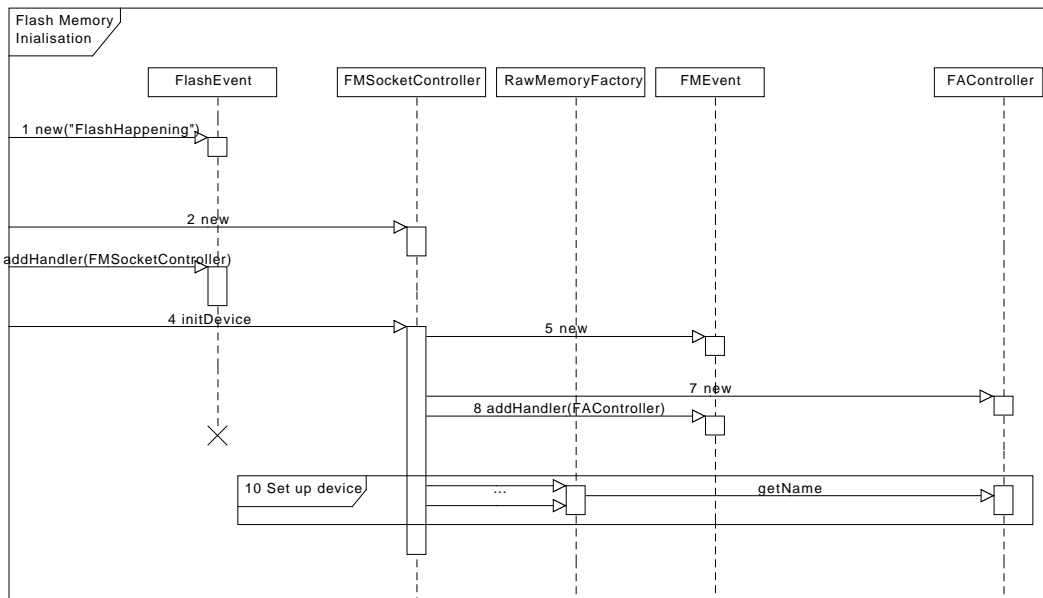 Flash Memory
Inialisation
FlashEvent
FMSocketController
RawMemoryFactory
FMEvent
FAController
1 new("FlashHappening")
2 new
addHandler(FMSocketController)
4 initDevice
5 new
7 new
8 addHandler(FAController)
10 Set up device
...
getName